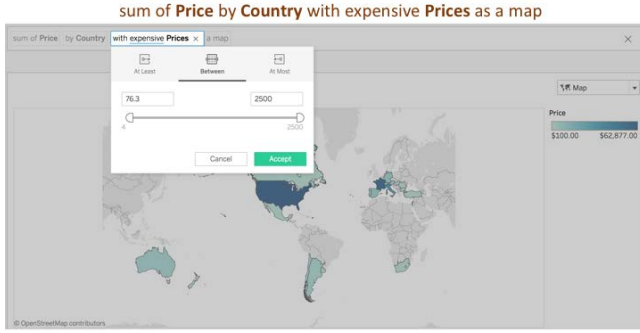 sum of Price by Country with expensive Prices as a map
sum of Price by Country with expensive Prices × a map ×
At Least Between At Most
76.3 2500
4 2500
Cancel Accept
Map
Price
$100.00 $62,877.00
© OpenStreetMap contributors